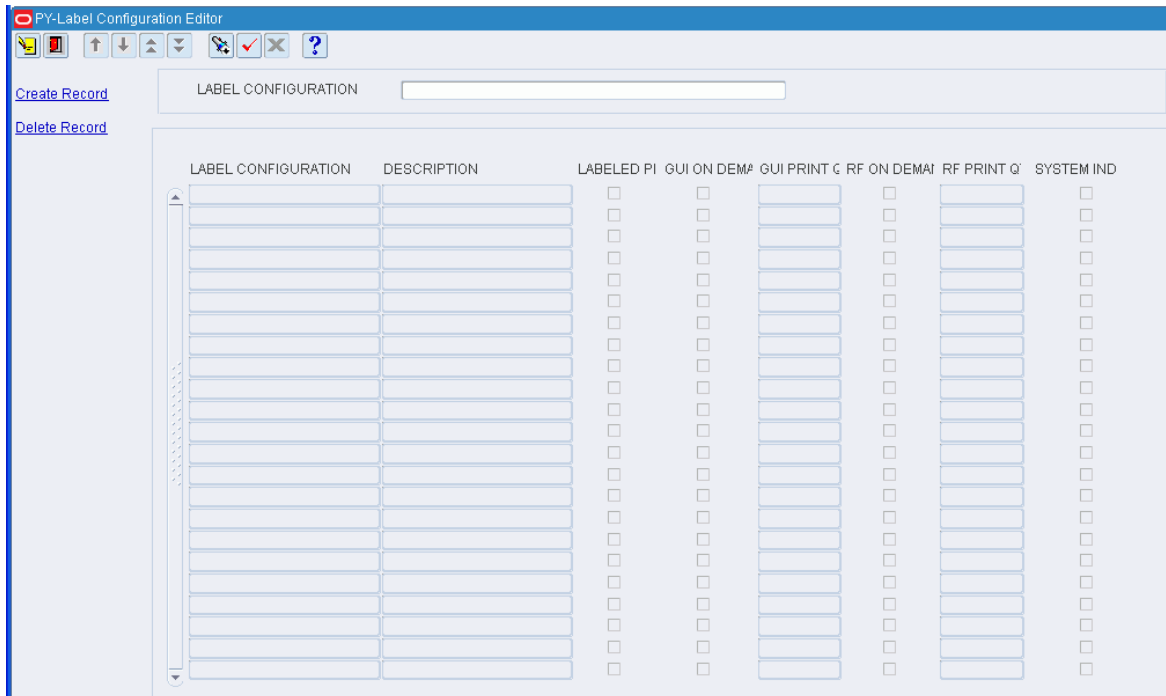 PY-Label Configuration Editor
?
Create Record
LABEL CONFIGURATION
Delete Record
LABEL CONFIGURATION DESCRIPTION LABELED PI GUI ON DEMA GUI PRINT Q RF ON DEMAI RF PRINT Q SYSTEM IND